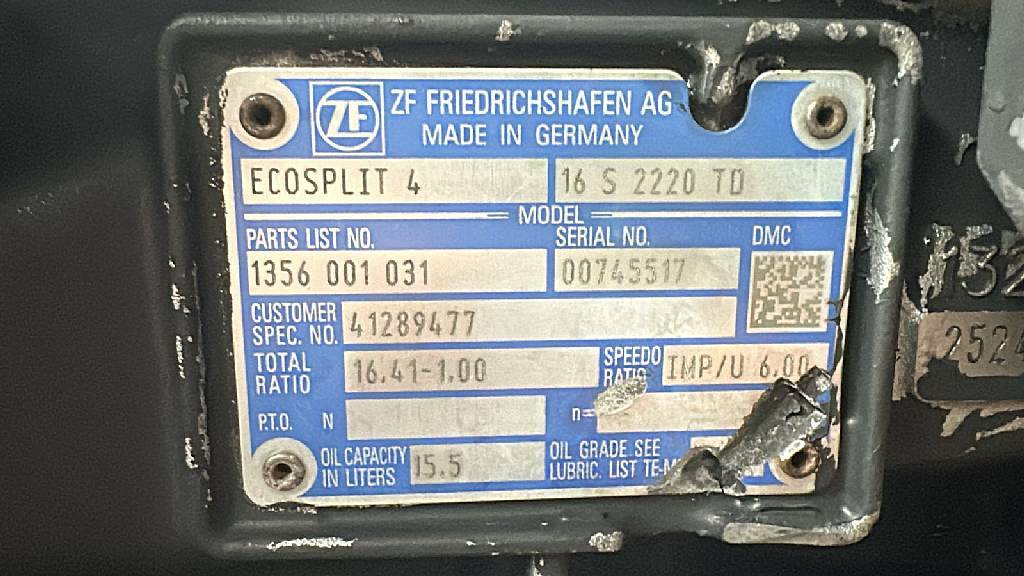 ZF ZF FRIEDRICHSHAFEN AG
MADE IN GERMANY
ECOSPLIT 4 16 S 2220 TD
MODEL
PARTS LIST NO. SERIAL NO. DMC
1356 001 031 00745517
CUSTOMER
SPEC. NO. 41289477
TOTAL
RATIO 16.41-1.00 SPEEDO
RATIO IMP/U 6.00
P.T.O. N n=
OIL CAPACITY
IN LITERS 15.5 OIL GRADE SEE
LUBRIC. LIST TE-M
132
2524